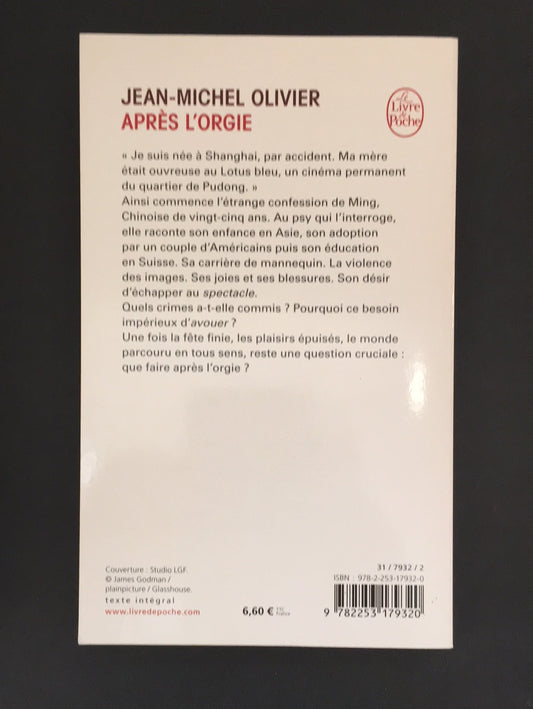 JEAN-MICHEL OLIVIER
APRÈS L'ORGIE
Le
Livre
de
Poche
« Je suis née à Shanghai, par accident. Ma mère
était ouvreuse au Lotus bleu, un cinéma permanent
du quartier de Pudong. »
Ainsi commence l'étrange confession de Ming,
Chinoise de vingt-cinq ans. Au psy qui l'interroge,
elle raconte son enfance en Asie, son adoption
par un couple d'Américains puis son éducation
en Suisse. Sa carrière de mannequin. La violence
des images. Ses joies et ses blessures. Son désir
d'échapper au spectacle.
Quels crimes a-t-elle commis ? Pourquoi ce besoin
impérieux d'avouer ?
Une fois la fête finie, les plaisirs épuisés, le monde
parcouru en tous sens, reste une question cruciale :
que faire après l'orgie ?
Couverture : Studio LGF.
© James Godman /
plainpicture / Glasshouse.
texte intégral
www.livredepoche.com
6,60 € TTC
France
31 / 7932 / 2
ISBN : 978-2-253-17932-0
9 782253 179320